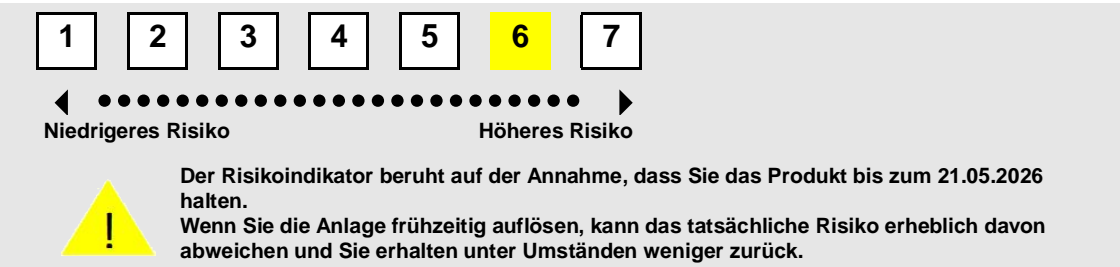 1 2 3 4 5 6 7
Niedrigeres Risiko Höheres Risiko
Der Risikoindikator beruht auf der Annahme, dass Sie das Produkt bis zum 21.05.2026
halten.
Wenn Sie die Anlage frühzeitig auflösen, kann das tatsächliche Risiko erheblich davon
abweichen und Sie erhalten unter Umständen weniger zurück.
!